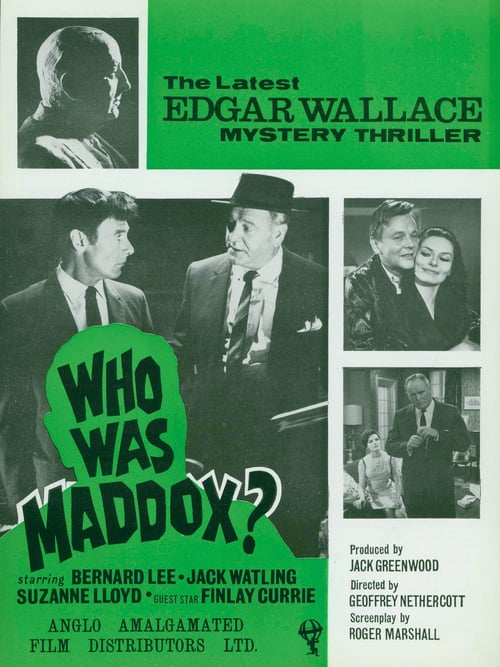 The Latest
EDGAR WALLACE
MYSTERY THRILLER
WHO
WAS
MADDOX?
starring BERNARD LEE • JACK WATLING
SUZANNE LLOYD • GUEST STAR FINLAY CURRIE
ANGLO AMALGAMATED
FILM DISTRIBUTORS LTD.
Produced by
JACK GREENWOOD
Directed by
GEOFFREY NETHERCOTT
Screenplay by
ROGER MARSHALL